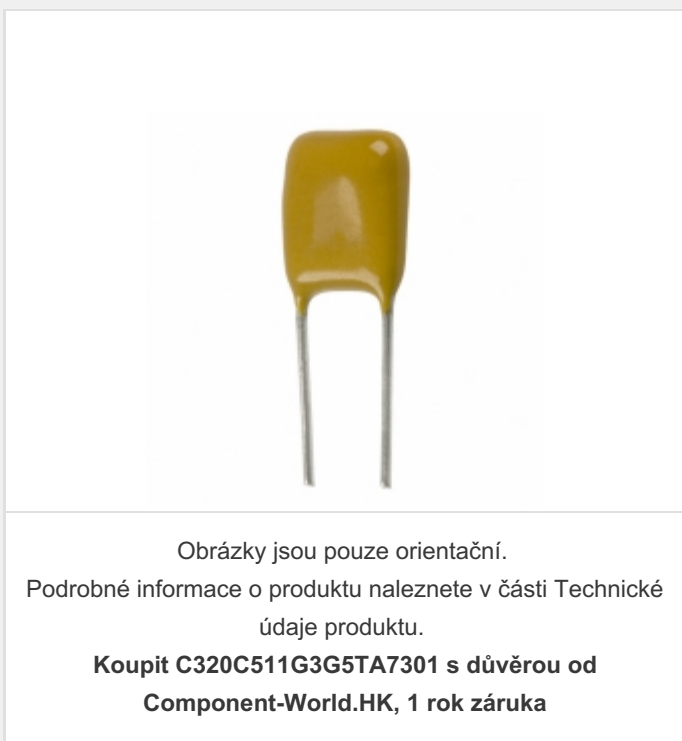 Obrázky jsou pouze orientační.
Podrobné informace o produktu naleznete v části Technické
údaje produktu.
Koupit C320C511G3G5TA7301 s důvěrou od
Component-World.HK, 1 rok záruka